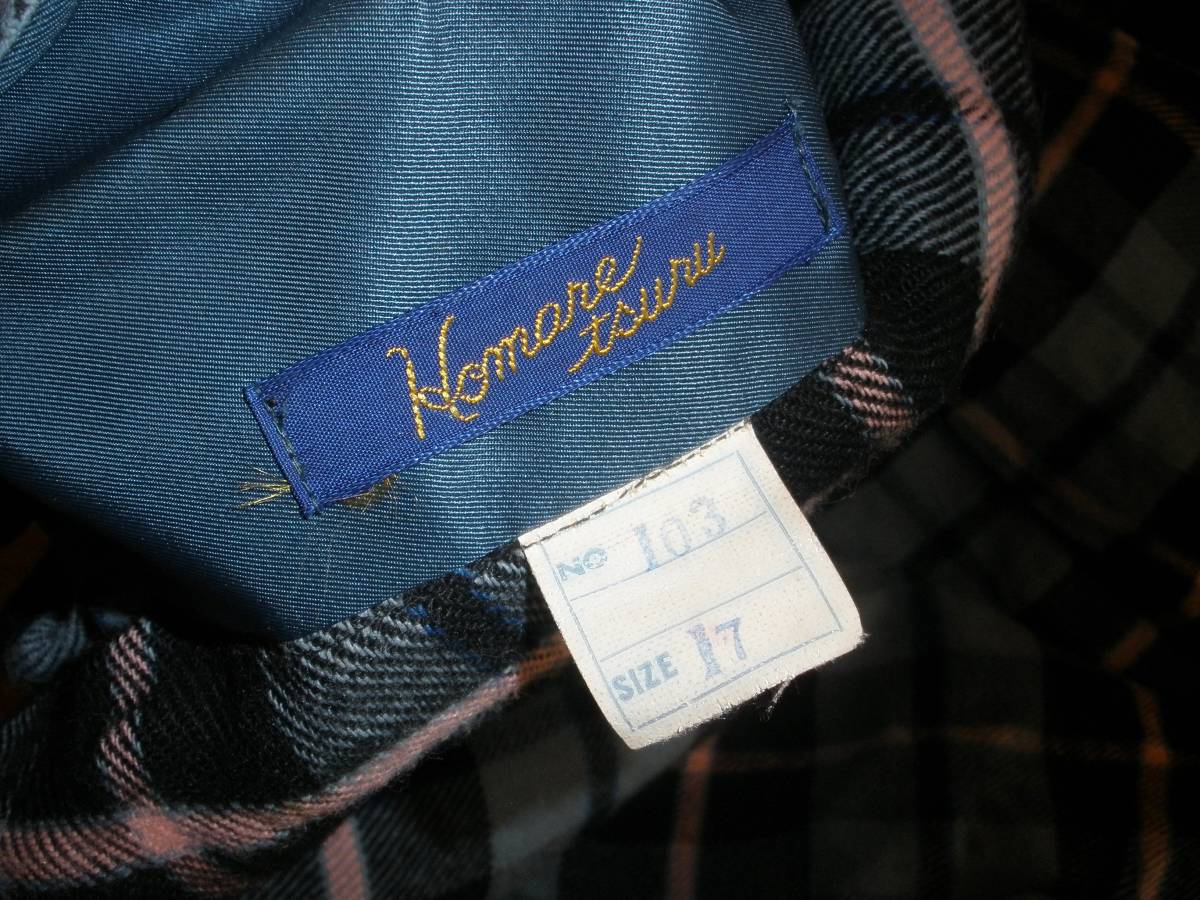 Homare
tsuru
NO 103
SIZE 17